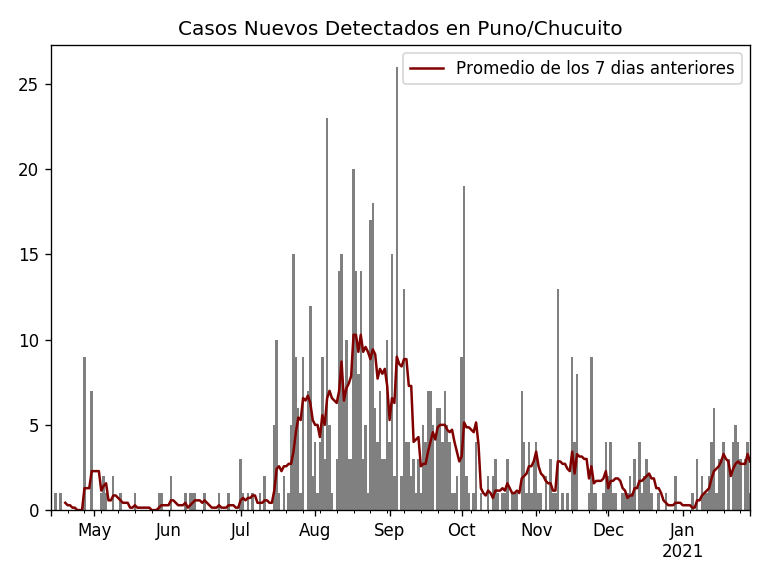 Casos Nuevos Detectados en Puno/Chucuito
Promedio de los 7 dias anteriores
25
20
15
10
5
0
May Jun Jul Aug Sep Oct Nov Dec Jan
2021